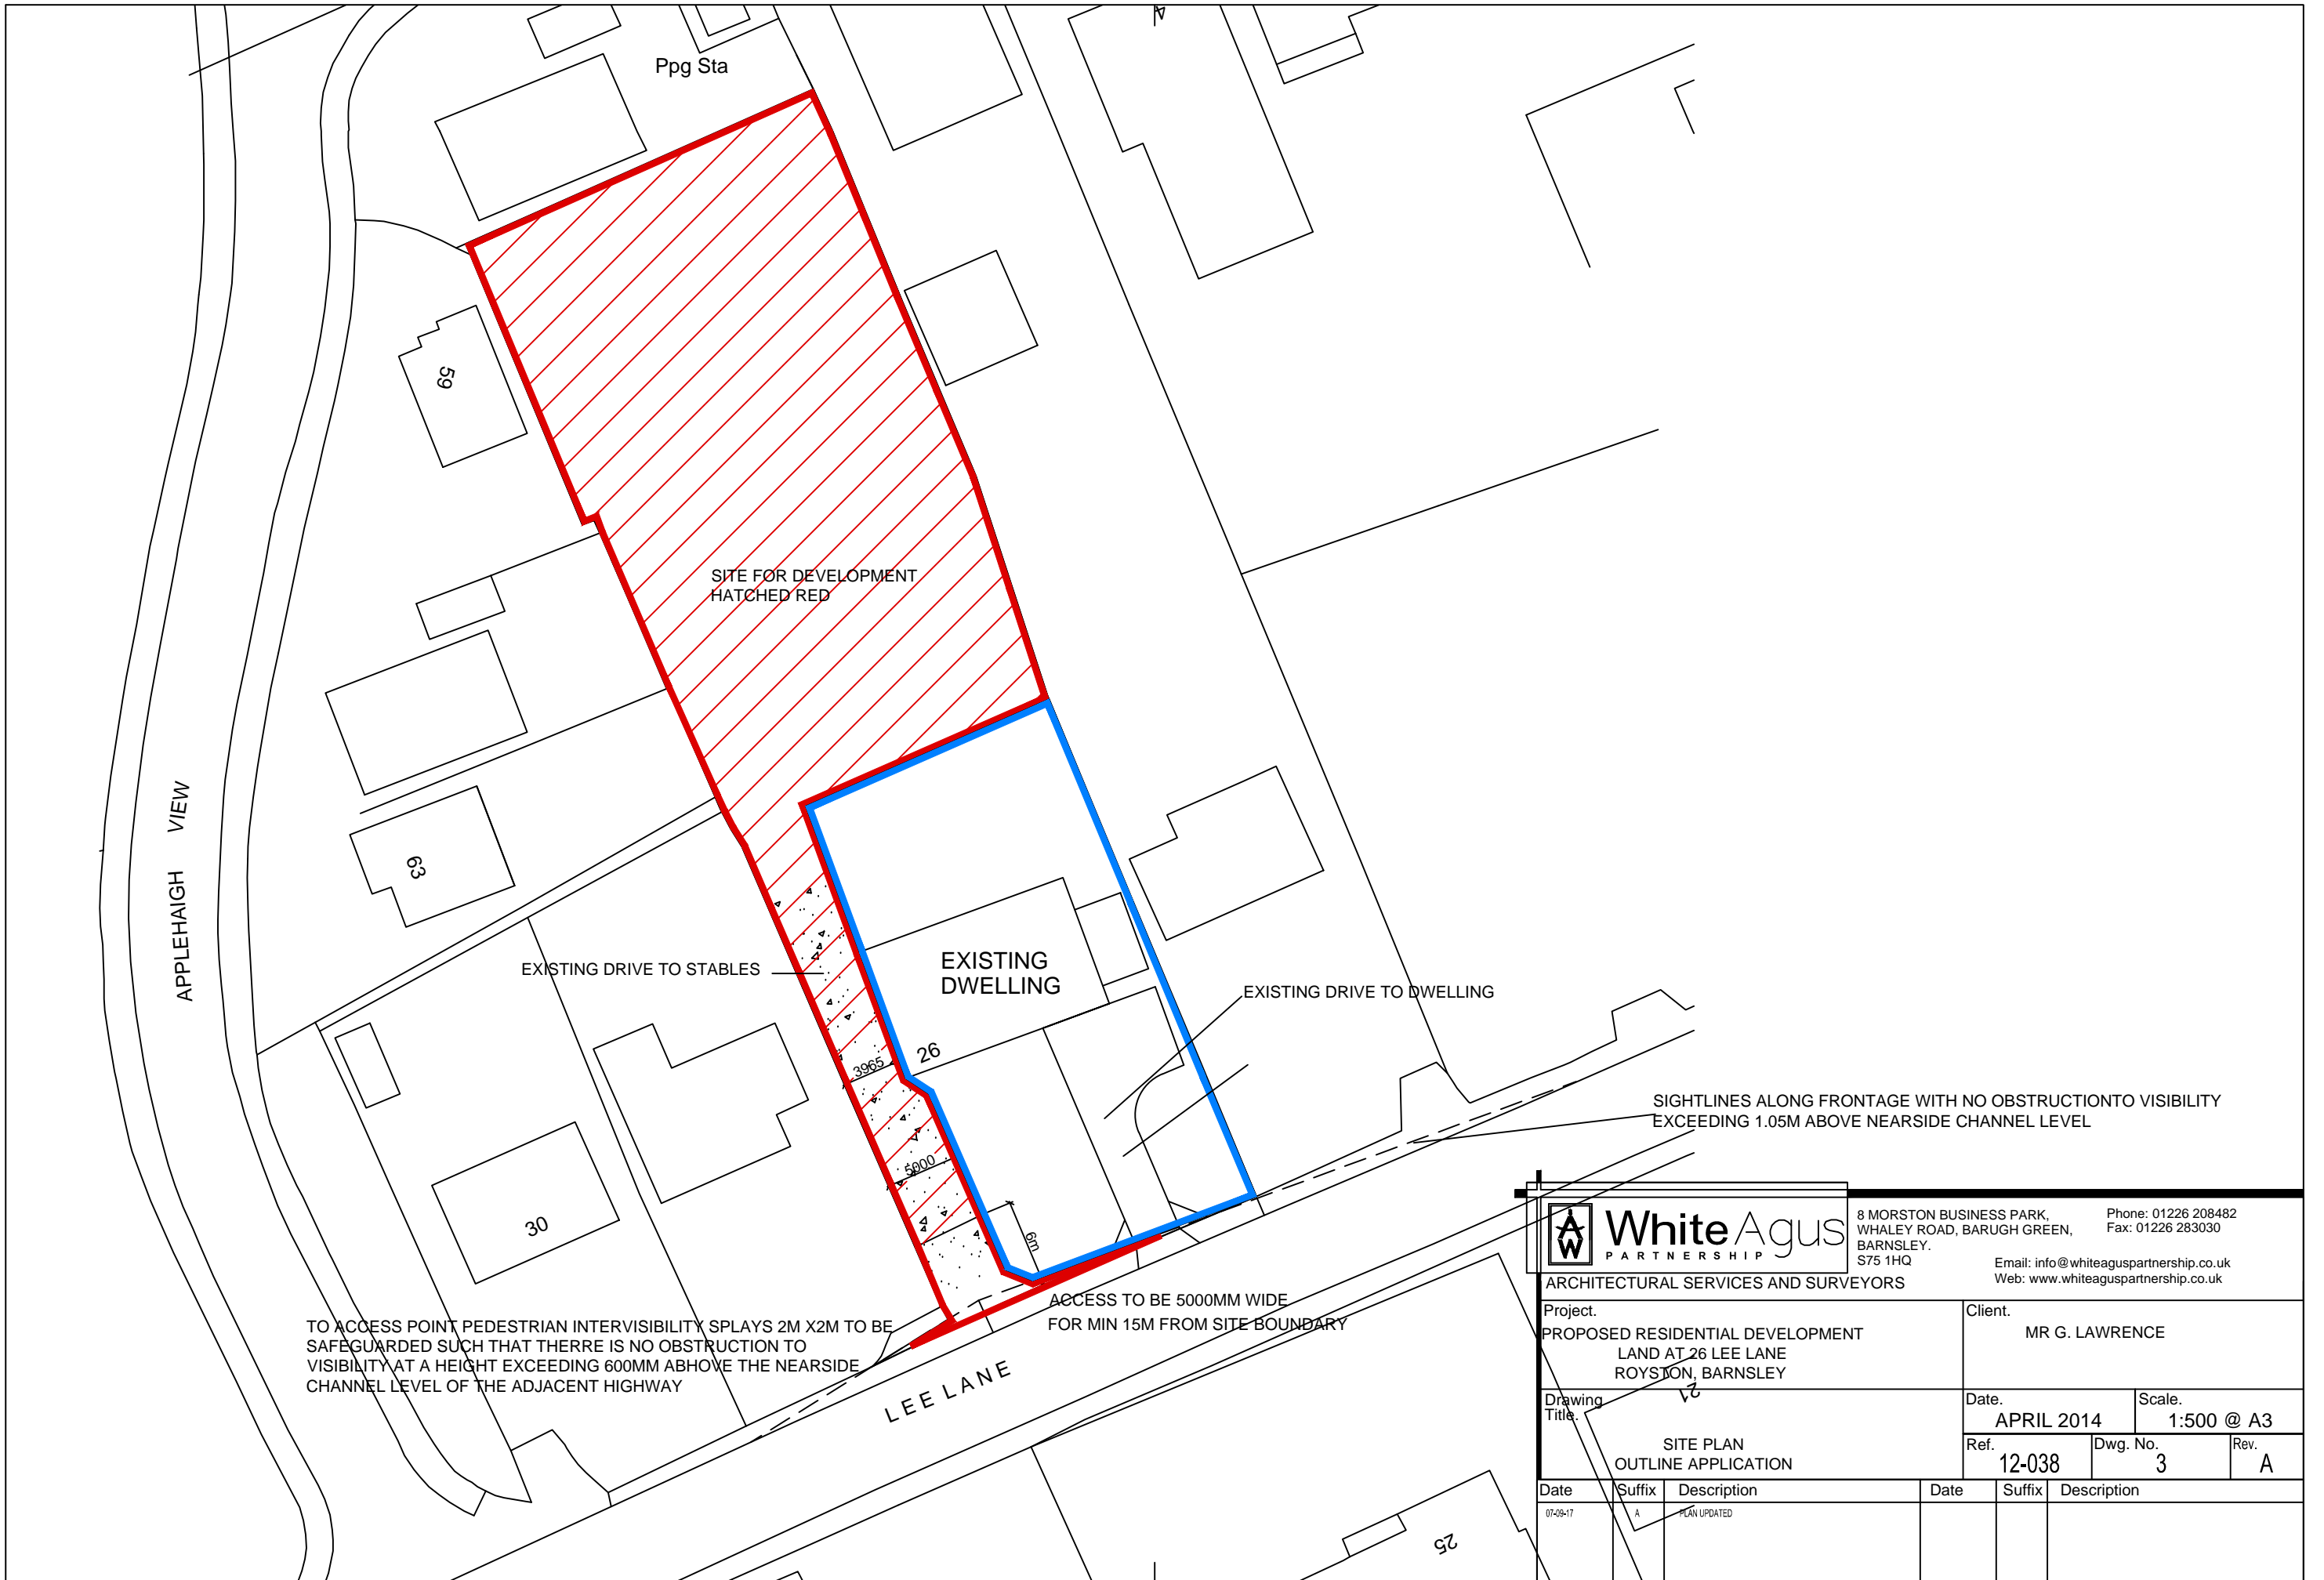 Ppg Sta
59
SITE FOR DEVELOPMENT
HATCHED RED
APPLEHAIGH VIEW
63
EXISTING DRIVE TO STABLES
EXISTING
DWELLING
EXISTING DRIVE TO DWELLING
3965
26
5000
6m
30
SIGHTLINES ALONG FRONTAGE WITH NO OBSTRUCTIONTO VISIBILITY
EXCEEDING 1.05M ABOVE NEARSIDE CHANNEL LEVEL
ACCESS TO BE 5000MM WIDE
FOR MIN 15M FROM SITE BOUNDARY
TO ACCESS POINT PEDESTRIAN INTERVISIBILITY SPLAYS 2M X2M TO BE
SAFEGUARDED SUCH THAT THERRE IS NO OBSTRUCTION TO
VISIBILITY AT A HEIGHT EXCEEDING 600MM ABHOVE THE NEARSIDE
CHANNEL LEVEL OF THE ADJACENT HIGHWAY
LEE LANE
21
25
White Agus
PARTNERSHIP
8 MORSTON BUSINESS PARK,
WHALEY ROAD, BARUGH GREEN,
BARNSLEY.
S75 1HQ
Phone: 01226 208482
Fax: 01226 283030
Email: info@whiteaguspartnership.co.uk
Web: www.whiteaguspartnership.co.uk
ARCHITECTURAL SERVICES AND SURVEYORS
Project.
PROPOSED RESIDENTIAL DEVELOPMENT
LAND AT 26 LEE LANE
ROYSTON, BARNSLEY
Client.
MR G. LAWRENCE
Drawing
Title.
SITE PLAN
OUTLINE APPLICATION
Date.
APRIL 2014
Scale.
1:500 @ A3
Ref.
12-038
Dwg. No.
3
Rev.
A
Date Suffix Description Date Suffix Description
07-09-17 A PLAN UPDATED